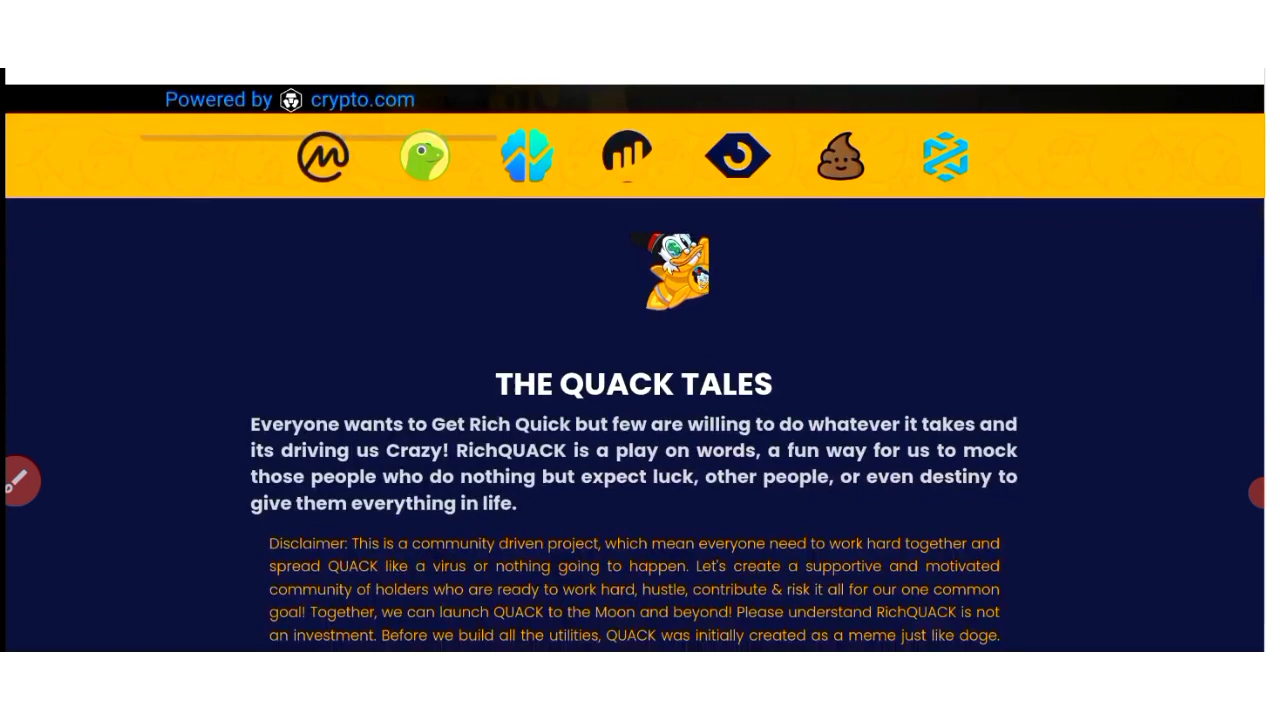 Powered by crypto.com
THE QUACK TALES
Everyone wants to Get Rich Quick but few are willing to do whatever it takes and
its driving us Crazy! RichQUACK is a play on words, a fun way for us to mock
those people who do nothing but expect luck, other people, or even destiny to
give them everything in life.
Disclaimer: This is a community driven project, which mean everyone need to work hard together and
spread QUACK like a virus or nothing going to happen. Let's create a supportive and motivated
community of holders who are ready to work hard, hustle, contribute & risk it all for our one common
goal! Together, we can launch QUACK to the Moon and beyond! Please understand RichQUACK is not
an investment. Before we build all the utilities, QUACK was initially created as a meme just like doge.